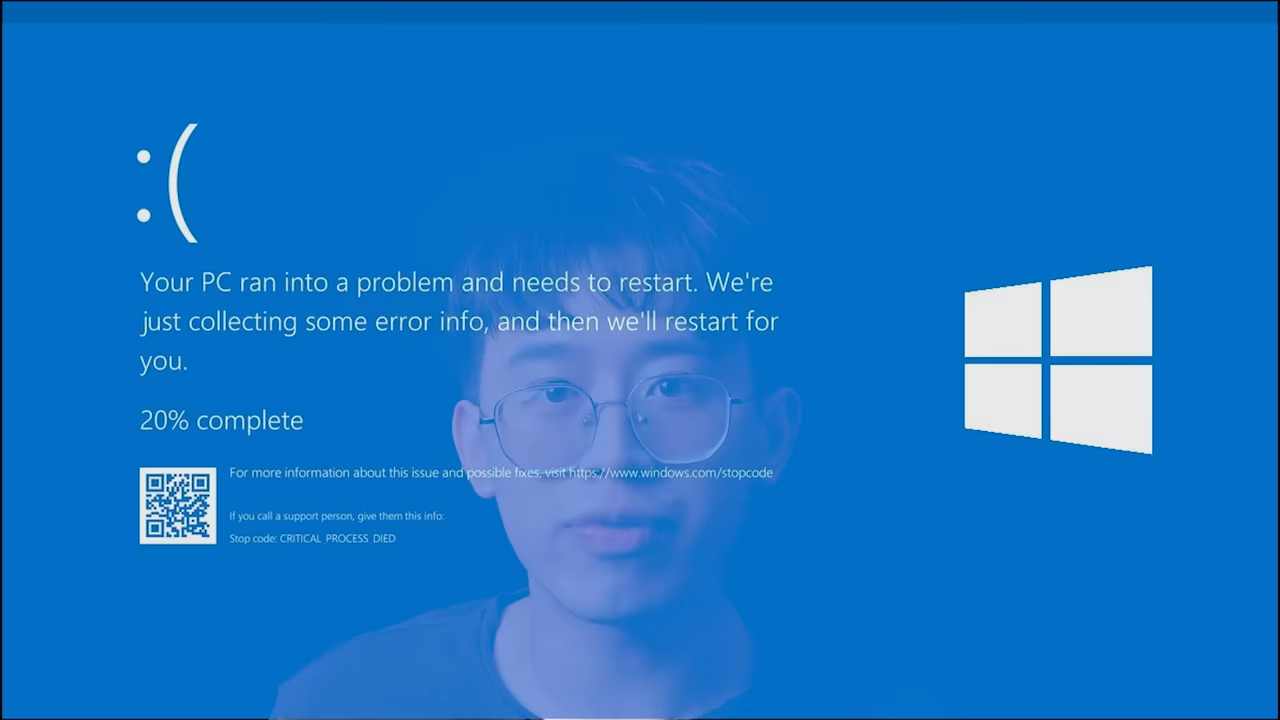 :(
Your PC ran into a problem and needs to restart. We're
just collecting some error info, and then we'll restart for
you.
20% complete
For more information about this issue and possible fixes, visit https://www.windows.com/stopcode
If you call a support person, give them this info:
Stop code: CRITICAL_PROCESS_DIED